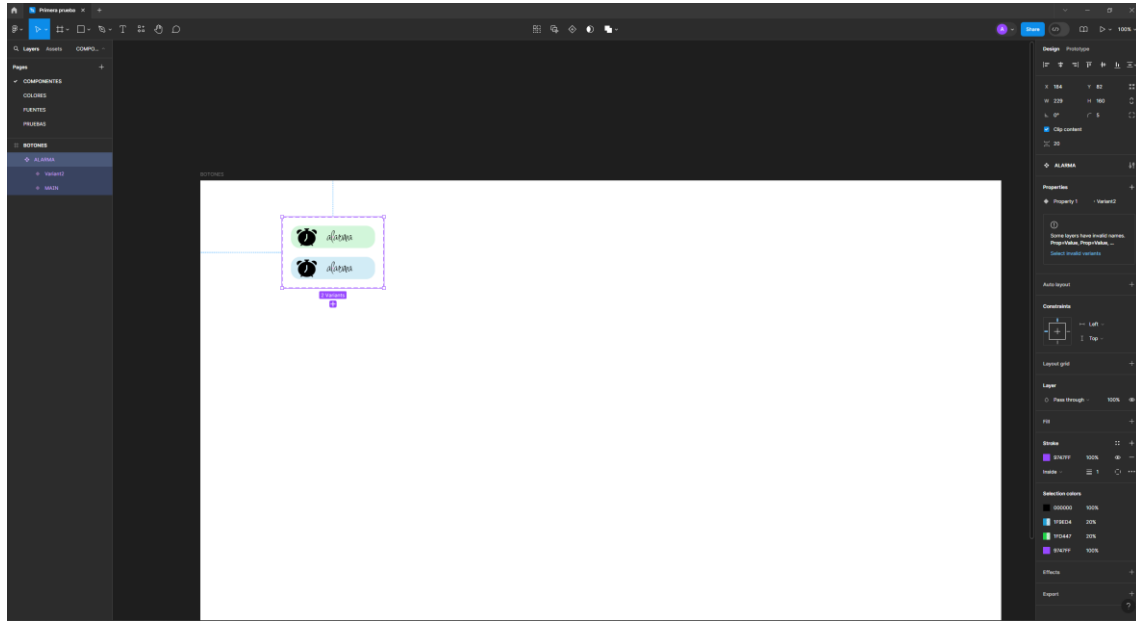 Primera prueba
Share
100%
Layers
Assets
COMPO...
Pages
COMPONENTES
COLORES
FUENTES
PRUEBAS
BOTONES
ALARMA
Variant2
MAIN
BOTONES
alarma
alarma
2 Variants
Design
Prototype
X 184 Y 82
W 229 H 160
0° 5
Clip content
20
ALARMA
Properties
Property 1 Variant2
Some layers have invalid names.
Prop=Value, Prop=Value, ...
Select invalid variants
Auto layout
Constraints
Left
Top
Layout grid
Layer
Pass through 100%
Fill
Stroke
9747FF 100%
Inside 1
Selection colors
000000 100%
1F9ED4 20%
1FD447 20%
9747FF 100%
Effects
Export
?